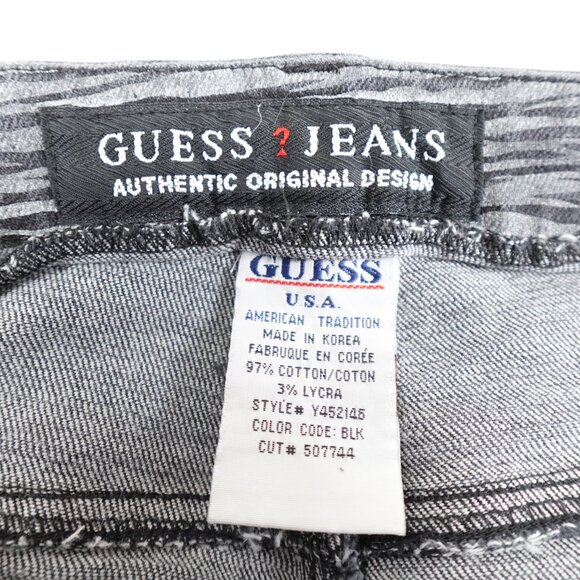 GUESS ? JEANS
AUTHENTIC ORIGINAL DESIGN
GUESS
U.S.A.
AMERICAN TRADITION
MADE IN KOREA
FABRIQUE EN CORÉE
97% COTTON/COTON
3% LYCRA
STYLE# Y452146
COLOR CODE: BLK
CUT# 507744